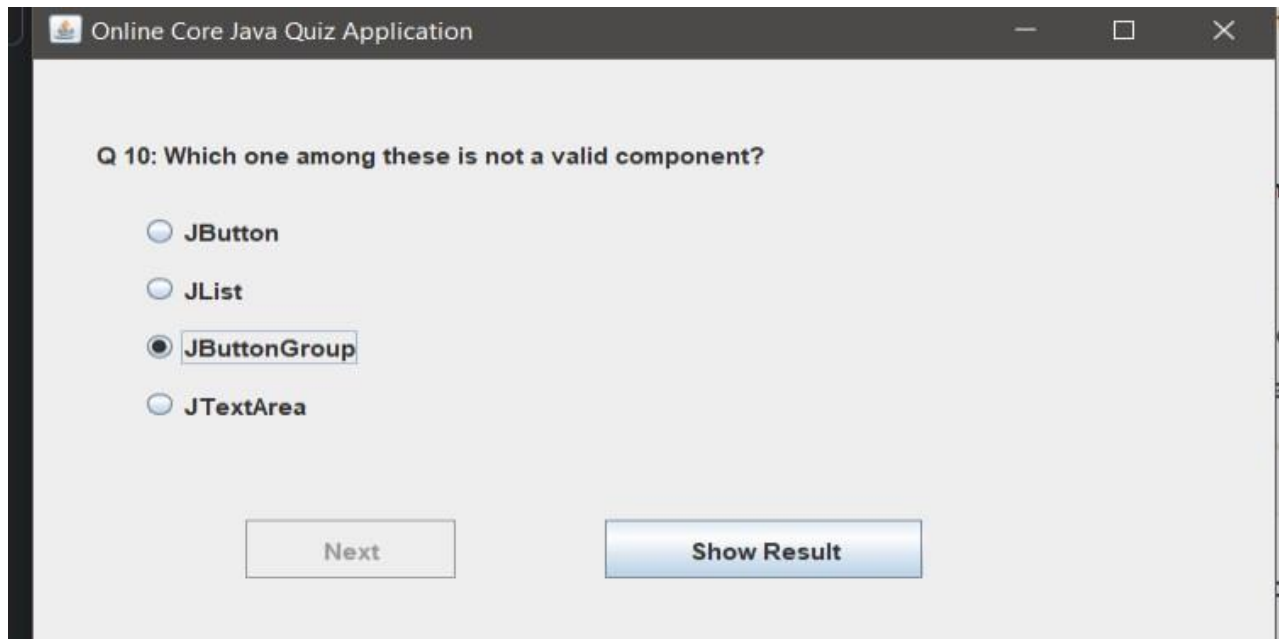 Online Core Java Quiz Application
Q 10: Which one among these is not a valid component?
JButton
JList
JButtonGroup
JTextArea
Next
Show Result